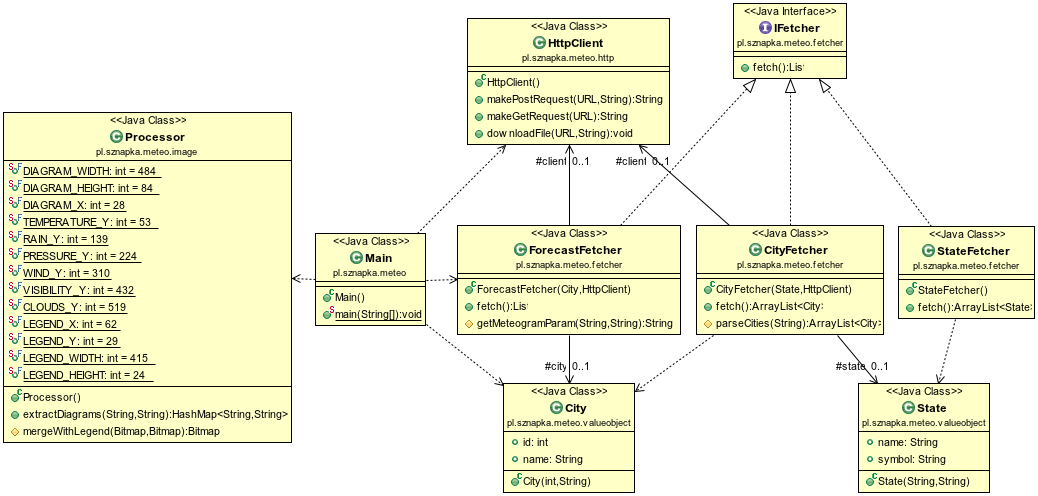 <<Java Class>>
HttpClient
pl.sznapka.meteo.http
HttpClient()
makePostRequest(URL,String):String
makeGetRequest(URL):String
downloadFile(URL,String):void
<<Java Interface>>
IFetcher
pl.sznapka.meteo.fetcher
fetch():List
<<Java Class>>
Processor
pl.sznapka.meteo.image
DIAGRAM_WIDTH: int = 484
DIAGRAM_HEIGHT: int = 84
DIAGRAM_X: int = 28
TEMPERATURE_Y: int = 53
RAIN_Y: int = 139
PRESSURE_Y: int = 224
WIND_Y: int = 310
VISIBILITY_Y: int = 432
CLOUDS_Y: int = 519
LEGEND_X: int = 62
LEGEND_Y: int = 29
LEGEND_WIDTH: int = 415
LEGEND_HEIGHT: int = 24
Processor()
extractDiagrams(String,String):HashMap<String,String>
mergeWithLegend(Bitmap,Bitmap):Bitmap
#client 0..1
#client 0..1
<<Java Class>>
Main
pl.sznapka.meteo
Main()
main(String[]):void
<<Java Class>>
ForecastFetcher
pl.sznapka.meteo.fetcher
ForecastFetcher(City,HttpClient)
fetch():List
getMeteogramParam(String,String):String
<<Java Class>>
CityFetcher
pl.sznapka.meteo.fetcher
CityFetcher(State,HttpClient)
fetch():ArrayList<City>
parseCities(String):ArrayList<City>
<<Java Class>>
StateFetcher
pl.sznapka.meteo.fetcher
StateFetcher()
fetch():ArrayList<State>
#city 0..1
#state 0..1
<<Java Class>>
City
pl.sznapka.meteo.valueobject
id: int
name: String
City(int,String)
<<Java Class>>
State
pl.sznapka.meteo.valueobject
name: String
symbol: String
State(String,String)